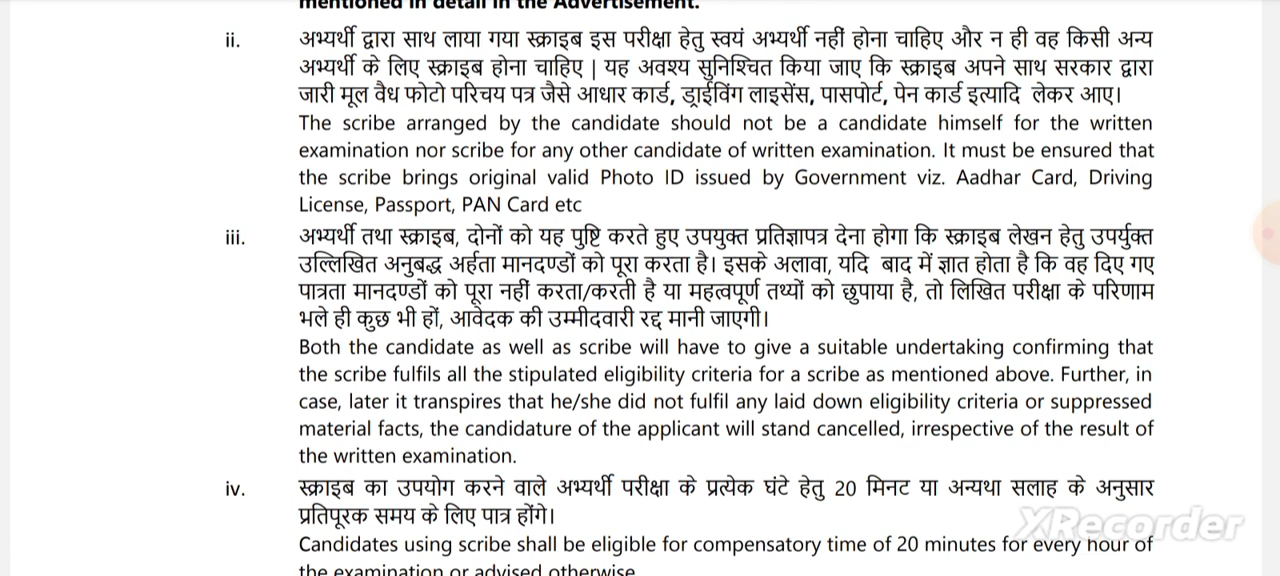 mentioned in detail in the Advertisement.
ii. अभ्यर्थी द्वारा साथ लाया गया स्क्राइब इस परीक्षा हेतु स्वयं अभ्यर्थी नहीं होना चाहिए और न ही वह किसी अन्य
अभ्यर्थी के लिए स्क्राइब होना चाहिए | यह अवश्य सुनिश्चित किया जाए कि स्क्राइब अपने साथ सरकार द्वारा
जारी मूल वैध फोटो परिचय पत्र जैसे आधार कार्ड, ड्राईविंग लाइसेंस, पासपोर्ट, पेन कार्ड इत्यादि लेकर आए।
The scribe arranged by the candidate should not be a candidate himself for the written
examination nor scribe for any other candidate of written examination. It must be ensured that
the scribe brings original valid Photo ID issued by Government viz. Aadhar Card, Driving
License, Passport, PAN Card etc
iii. अभ्यर्थी तथा स्क्राइब, दोनों को यह पुष्टि करते हुए उपयुक्त प्रतिज्ञापत्र देना होगा कि स्क्राइब लेखन हेतु उपर्युक्त
उल्लिखित अनुबद्ध अर्हता मानदण्डों को पूरा करता है। इसके अलावा, यदि बाद में ज्ञात होता है कि वह दिए गए
पात्रता मानदण्डों को पूरा नहीं करता/करती है या महत्वपूर्ण तथ्यों को छुपाया है, तो लिखित परीक्षा के परिणाम
भले ही कुछ भी हों, आवेदक की उम्मीदवारी रद्द मानी जाएगी।
Both the candidate as well as scribe will have to give a suitable undertaking confirming that
the scribe fulfils all the stipulated eligibility criteria for a scribe as mentioned above. Further, in
case, later it transpires that he/she did not fulfil any laid down eligibility criteria or suppressed
material facts, the candidature of the applicant will stand cancelled, irrespective of the result of
the written examination.
iv. स्क्राइब का उपयोग करने वाले अभ्यर्थी परीक्षा के प्रत्येक घंटे हेतु 20 मिनट या अन्यथा सलाह के अनुसार
प्रतिपूरक समय के लिए पात्र होंगे।
XRecorder
Candidates using scribe shall be eligible for compensatory time of 20 minutes for every hour of
the examination or advised otherwise